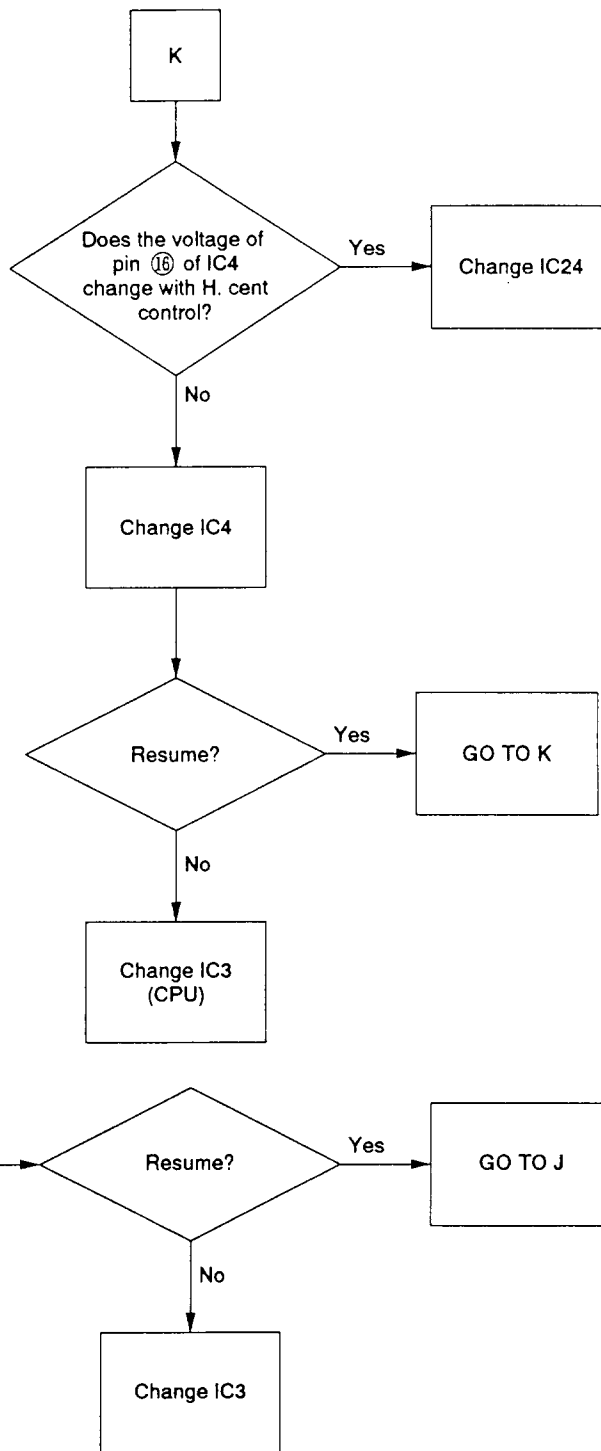 K
Does the voltage of
pin ⑯ of IC4
change with H. cent
control?
Yes
Change IC24
No
Change IC4
Resume?
Yes
GO TO K
No
Change IC3
(CPU)
Resume?
Yes
GO TO J
No
Change IC3